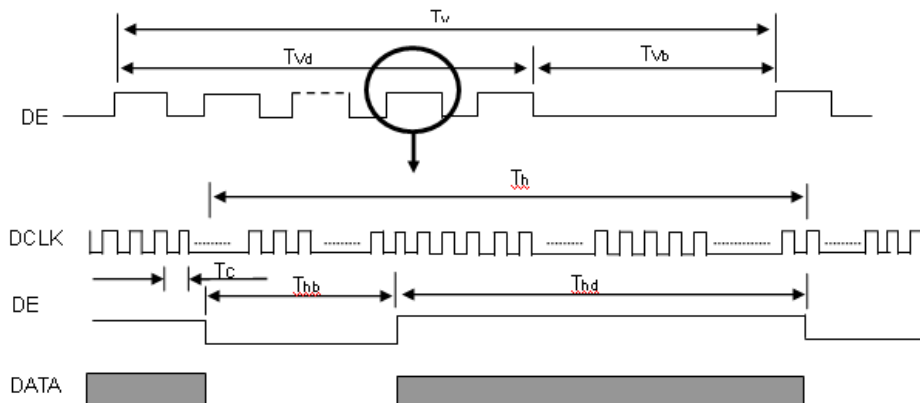 Tv
Tvd
Tvb
DE
Th
DCLK
Tc
Thb
Thd
DE
DATA